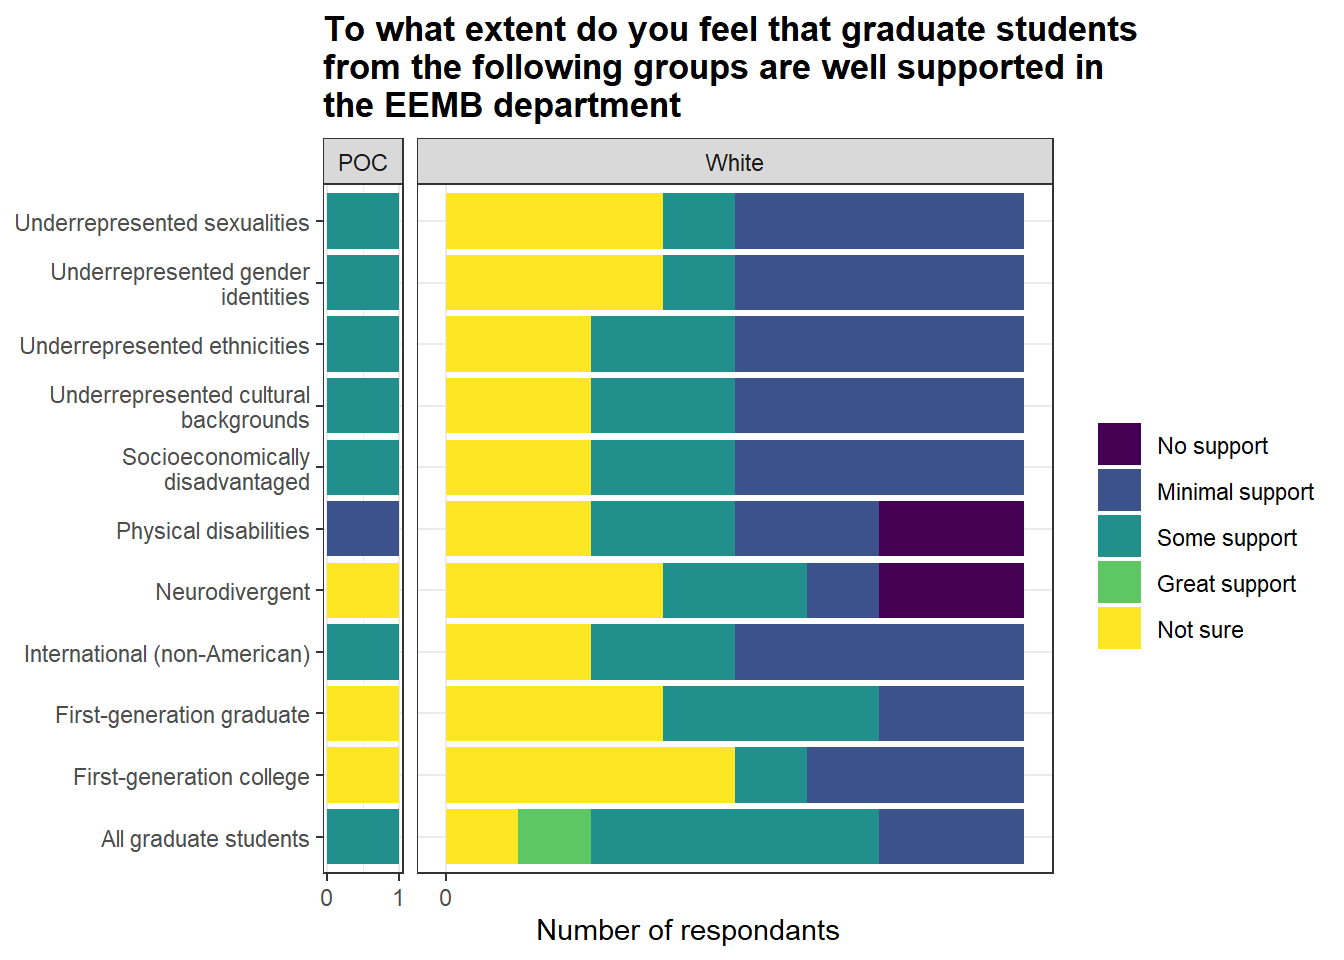 To what extent do you feel that graduate students
from the following groups are well supported in
the EEMB department
POC
White
Underrepresented sexualities
Underrepresented gender
identities
Underrepresented ethnicities
Underrepresented cultural
backgrounds
Socioeconomically
disadvantaged
Physical disabilities
Neurodivergent
International (non-American)
First-generation graduate
First-generation college
All graduate students
0 1 0
Number of respondants
No support
Minimal support
Some support
Great support
Not sure